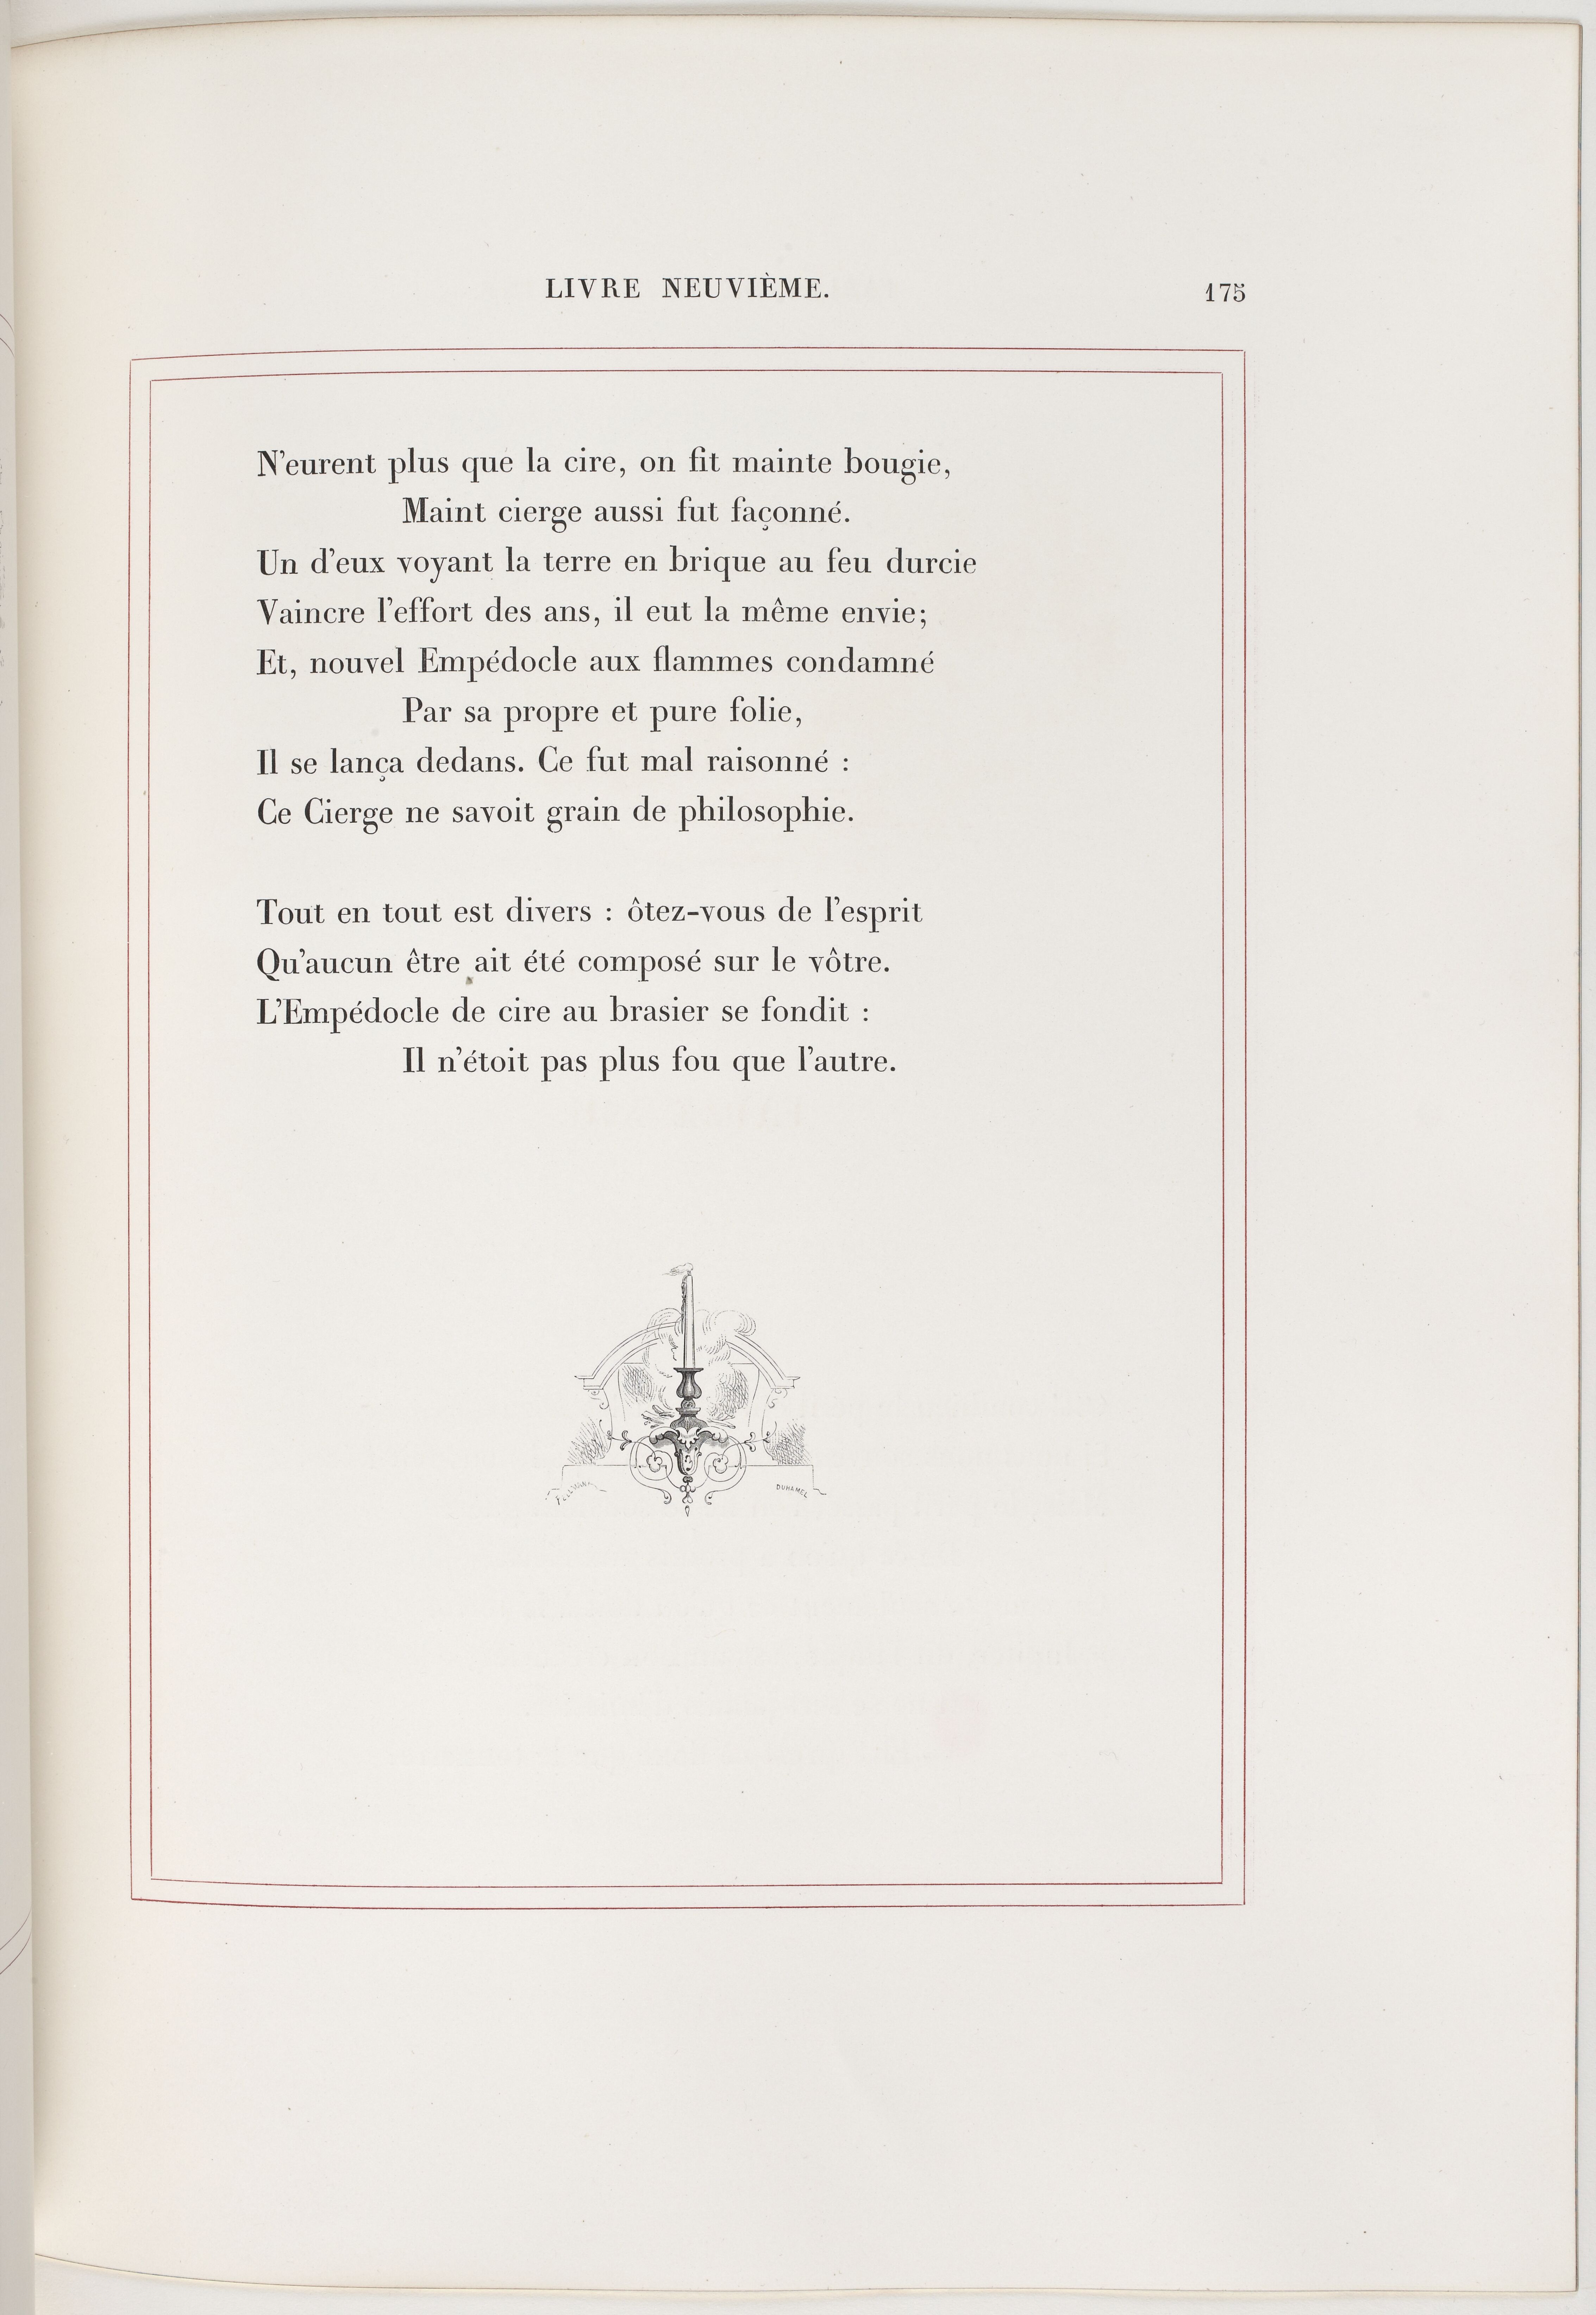 LIVRE NEUVIÈME.
175
N'eurent plus que la cire, on fit mainte bougie,
Maint cierge aussi fut façonné.
Un d'eux voyant la terre en brique au feu durcie
Vaincre l'effort des ans, il eut la même envie;
Et, nouvel Empédocle aux flammes condamné
Par sa propre et pure folie,
Il se lança dedans. Ce fut mal raisonné :
Ce Cierge ne savoit grain de philosophie.
Tout en tout est divers : ôtez-vous de l'esprit
Qu'aucun être ait été composé sur le vôtre.
L'Empédocle de cire au brasier se fondit :
Il n'étoit pas plus fou que l'autre.
DUHAMEL